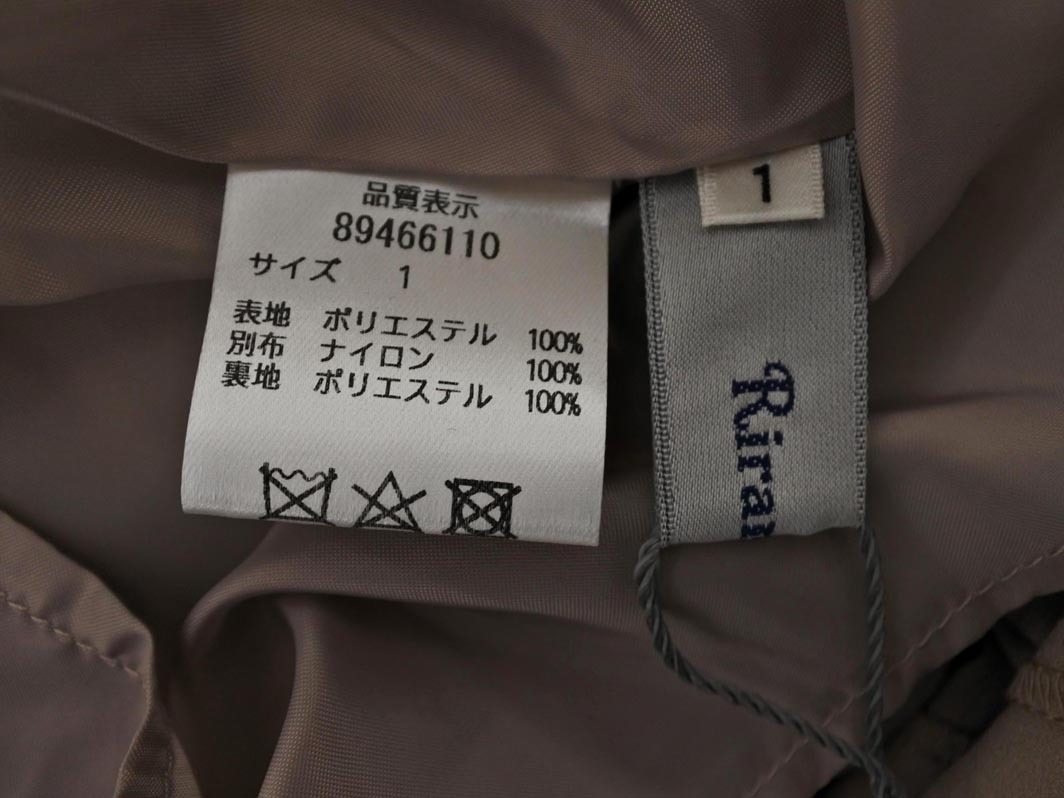 品質表示
89466110
サイズ 1
表地 ポリエステル 100%
別布 ナイロン 100%
裏地 ポリエステル 100%
1